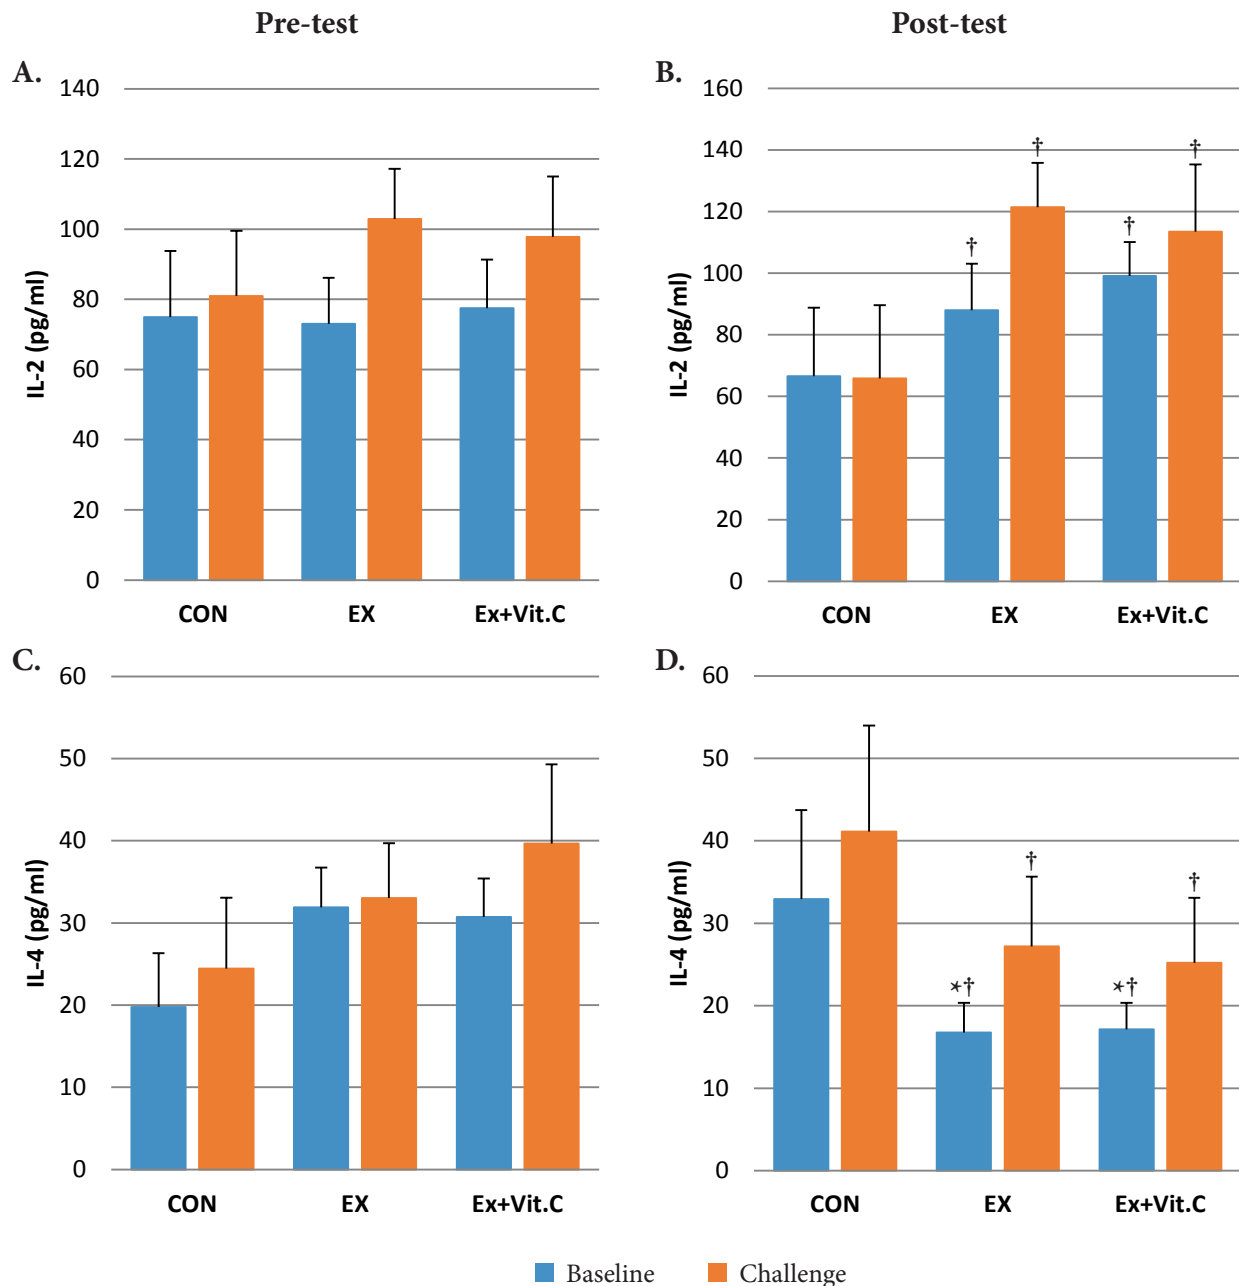 Pre-test
Post-test
A.
140
120
100
80
60
40
20
0
IL-2 (pg/ml)
CON EX Ex+Vit.C
B.
160
140
120
100
80
60
40
20
0
IL-2 (pg/ml)
†
†
†
†
CON EX Ex+Vit.C
C.
60
50
40
30
20
10
0
IL-4 (pg/ml)
CON EX Ex+Vit.C
D.
60
50
40
30
20
10
0
IL-4 (pg/ml)
*†
†
*†
†
CON EX Ex+Vit.C
Baseline Challenge